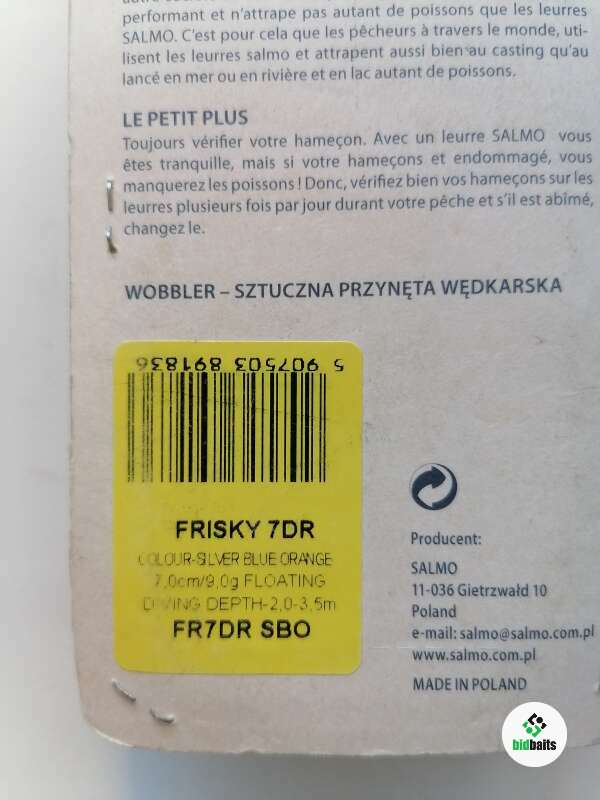 performant et n'attrape pas autant de poissons que les leurres
SALMO. C'est pour cela que les pêcheurs à travers le monde, uti-
lisent les leurres salmo et attrapent aussi bien au casting qu'au
lancé en mer ou en rivière et en lac autant de poissons.
LE PETIT PLUS
Toujours vérifier votre hameçon. Avec un leurre SALMO vous
êtes tranquille, mais si votre hameçons et endommagé, vous
manquerez les poissons ! Donc, vérifiez bien vos hameçons sur les
leurres plusieurs fois par jour durant votre pêche et s'il est abîmé,
changez le.
WOBBLER – SZTUCZNA PRZYNĘTA WĘDKARSKA
5 907503 891836
FRISKY 7DR
COLOUR-SILVER BLUE ORANGE
7,0cm/9,0g FLOATING
DIVING DEPTH-2,0-3,5m
FR7DR SBO
Producent:
SALMO
11-036 Gietrzwałd 10
Poland
e-mail: salmo@salmo.com.pl
www.salmo.com.pl
MADE IN POLAND
bidbaits